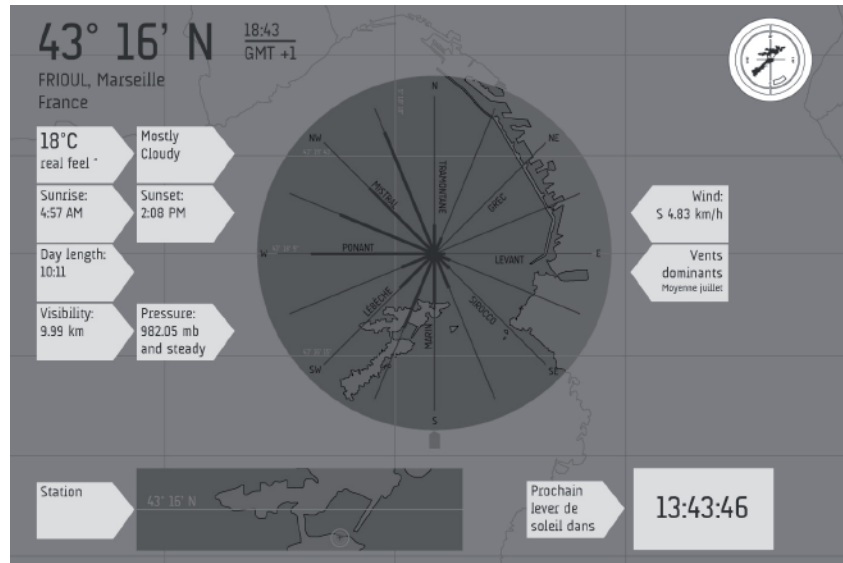 43° 16' N
18:43
GMT +1
FRIOUL, Marseille
France
18°C
real feel °
Mostly
Cloudy
Sunrise:
4:57 AM
Sunset:
2:08 PM
Day length:
10:11
Visibility:
9.99 km
Pressure:
982.05 mb
and steady
N
NW
NE
MISTRAL
TRAMONTANE
GREC
W
PONANT
LEVANT
E
LEBÈCHE
MARIN
SIROCCO
SW
SE
S
Wind:
S 4.83 km/h
Vents
dominants
Moyenne juillet
Station
43° 16' N
Prochain
lever de
soleil dans
13:43:46